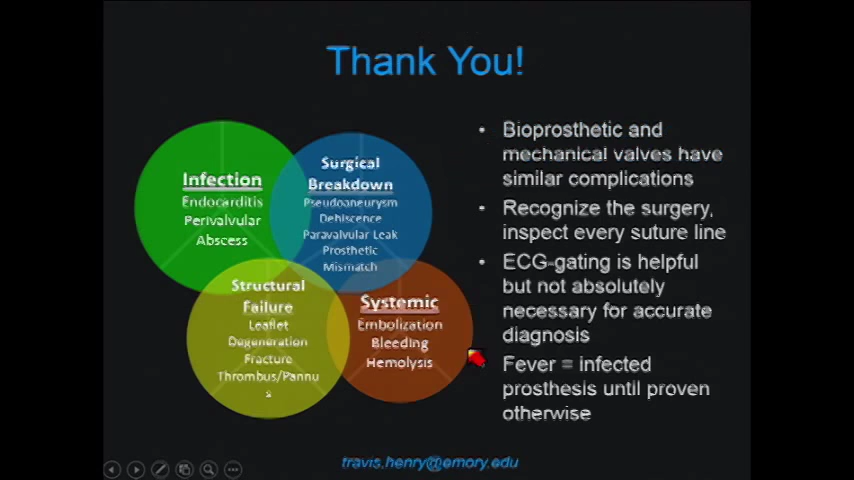 Thank You!
Infection
Endocarditis
Perivalvular
Abscess
Surgical
Breakdown
Pseudoaneurysm
Dehiscence
Paravalvular Leak
Prosthetic
Mismatch
Structural
Failure
Leaflet
Degeneration
Fracture
Thrombus/Pannu
s
Systemic
Embolization
Bleeding
Hemolysis
• Bioprosthetic and
mechanical valves have
similar complications
• Recognize the surgery,
inspect every suture line
• ECG-gating is helpful
but not absolutely
necessary for accurate
diagnosis
Fever = infected
prosthesis until proven
otherwise
travis.henry@emory.edu